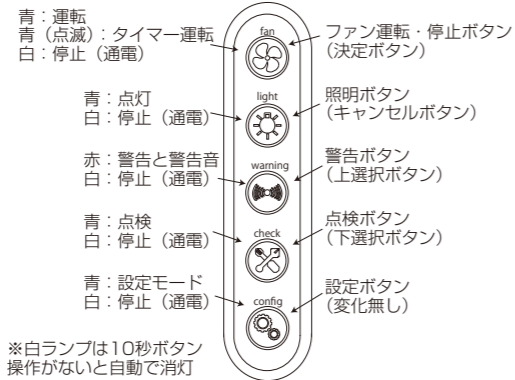 青：運転
青（点滅）：タイマー運転
白：停止（通電）
fan
ファン運転・停止ボタン
（決定ボタン）
青：点灯
白：停止（通電）
light
照明ボタン
（キャンセルボタン）
赤：警告と警告音
白：停止（通電）
warning
警告ボタン
（上選択ボタン）
青：点検
白：停止（通電）
check
点検ボタン
（下選択ボタン）
青：設定モード
白：停止（通電）
config
設定ボタン
（変化無し）
※白ランプは10秒ボタン
操作がないと自動で消灯